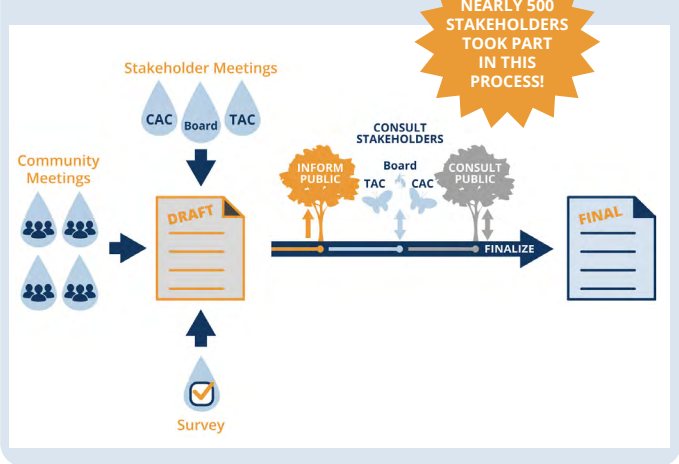 NEARLY 500
STAKEHOLDERS
TOOK PART
IN THIS
PROCESS!
Stakeholder Meetings
CAC
Board
TAC
Community
Meetings
DRAFT
Survey
CONSULT
STAKEHOLDERS
INFORM
PUBLIC
Board
TAC
CAC
CONSULT
PUBLIC
FINALIZE
FINAL